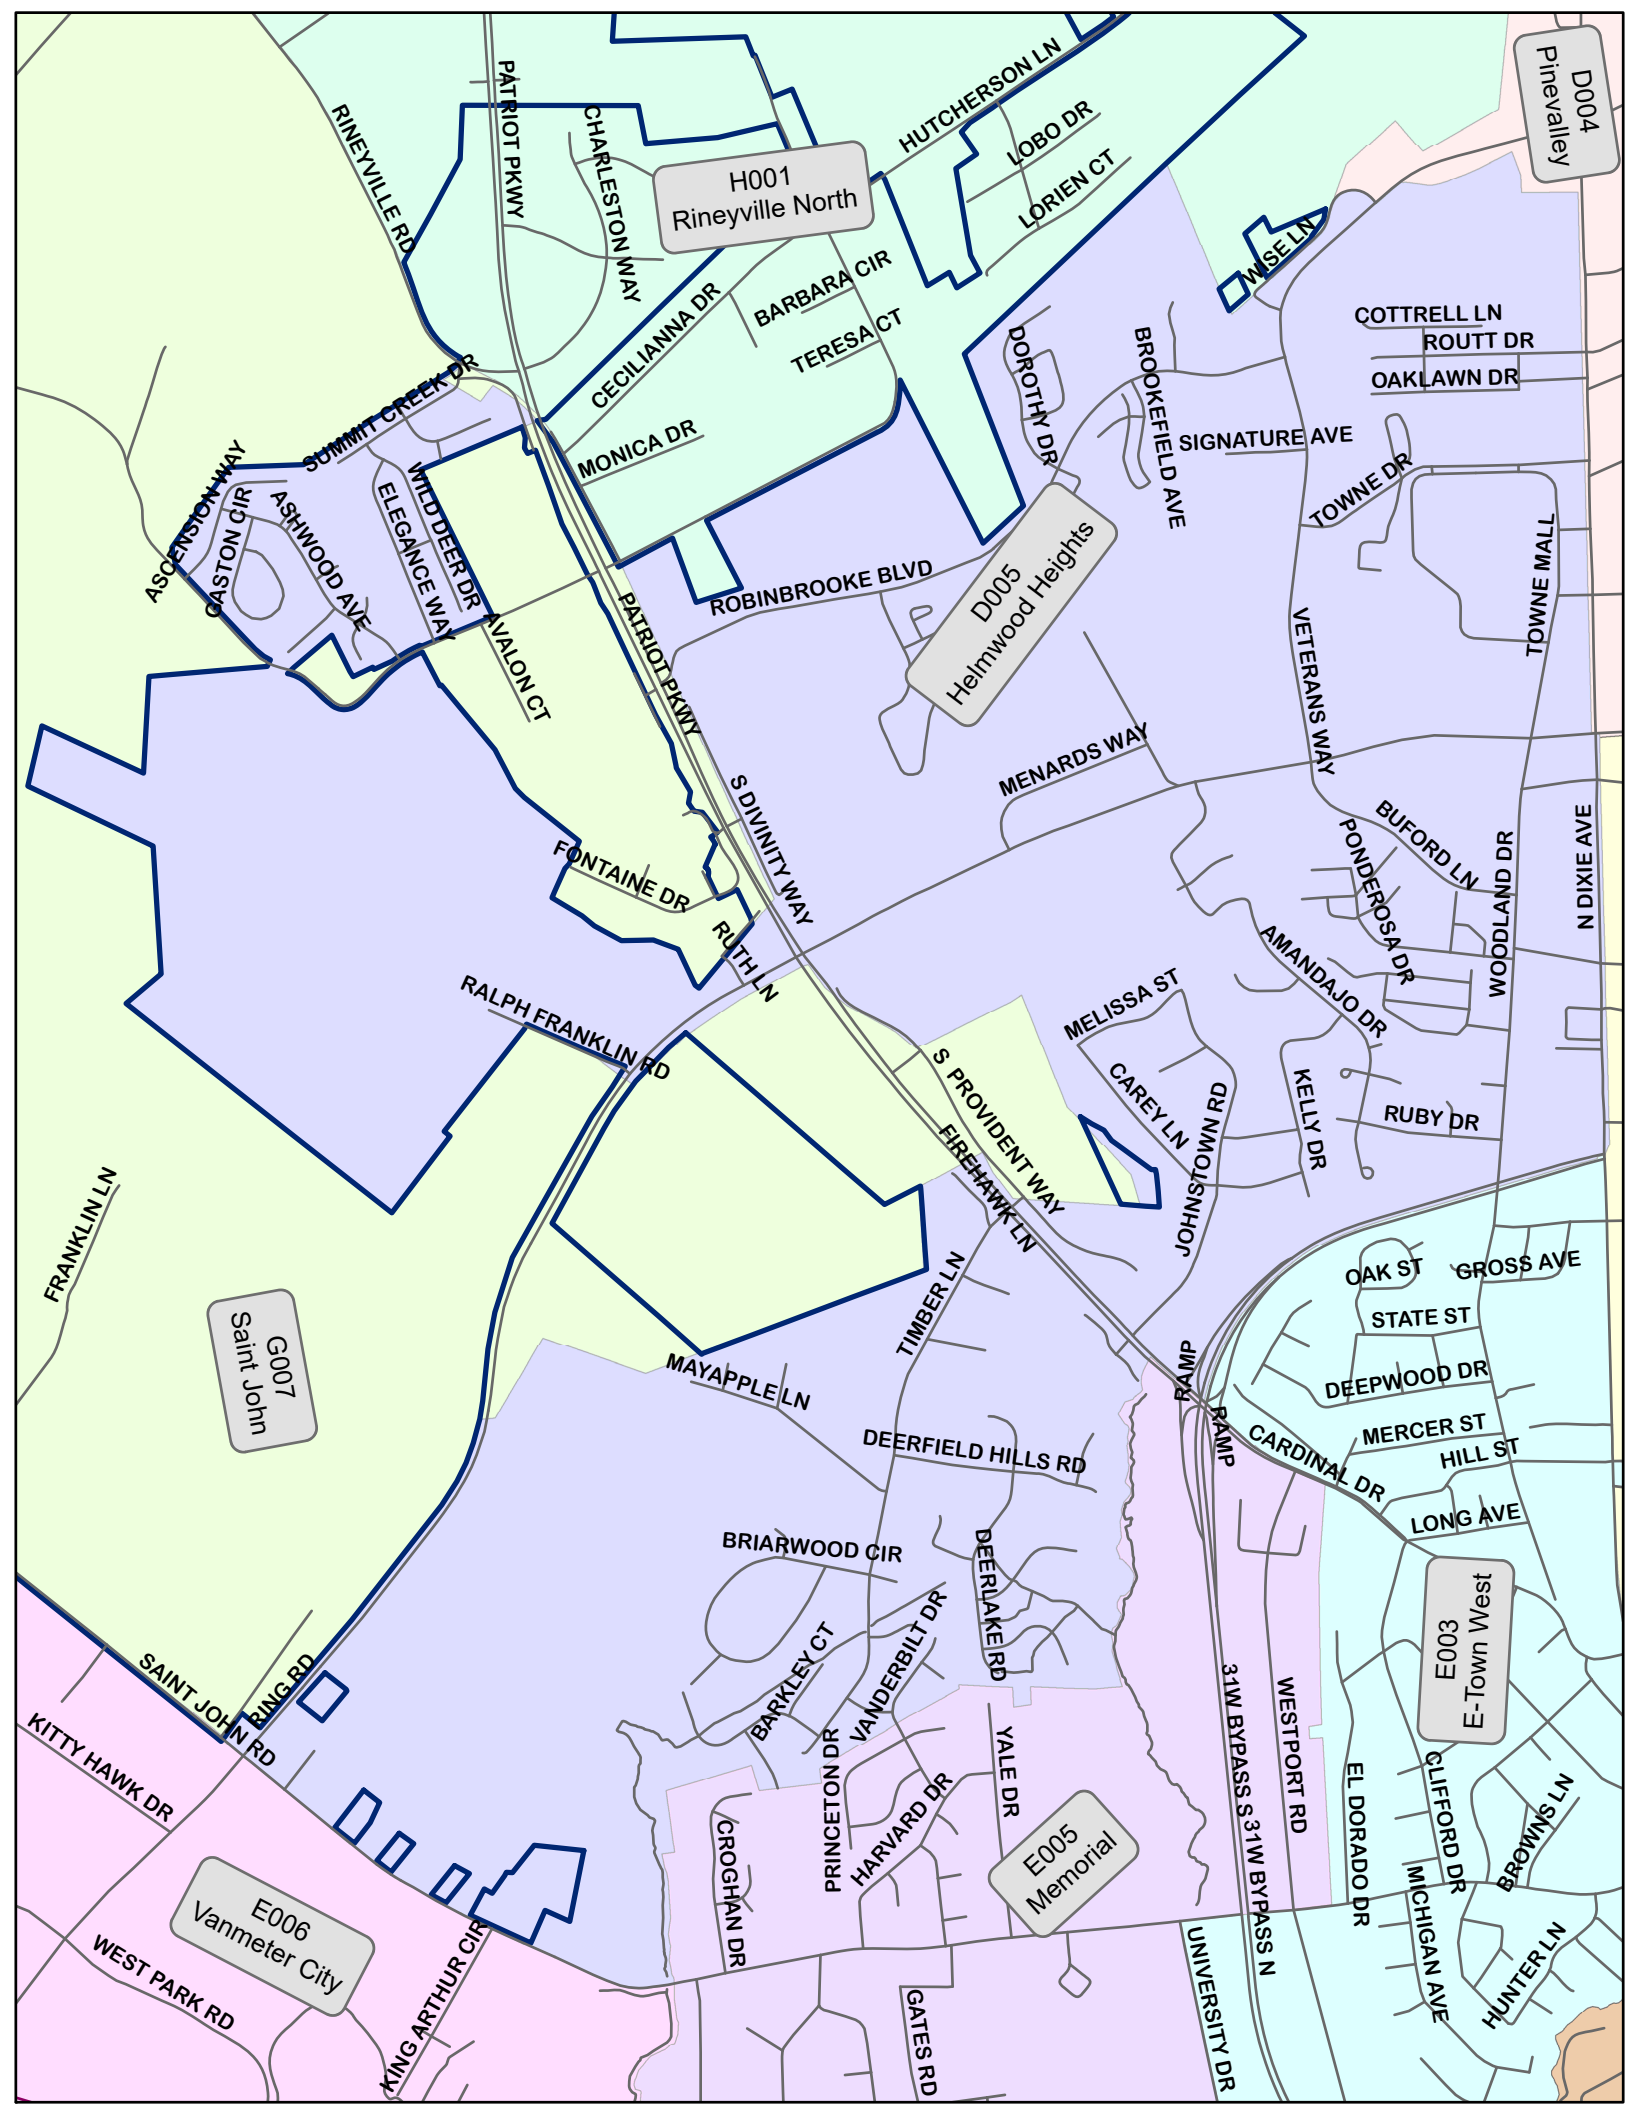 D004
Pinevalley
PATRIOT PKWY
HUTCHERSON LN
RINEYVILLE RD
CHARLESTON WAY
LOBO DR
LORIEN CT
H001
Rineyville North
WISE LN
BARBARA CIR
CECILIANNA DR
TERESA CT
COTTRELL LN
ROUTT DR
OAKLAWN DR
DOROTHY DR
BROOKEFIELD AVE
SUMMIT CREEK DR
MONICA DR
SIGNATURE AVE
TOWNE DR
ASCENSION WAY
GASTON CIR
ASHWOOD AVE
ELEGANCE WAY
WILD DEER DR
TOWNE MALL
D005
Helmwood Heights
ROBINBROOKE BLVD
AVALON CT
PATRIOT PKWY
VETERANS WAY
MENARDS WAY
S DIVINITY WAY
BUFORD LN
PONDEROSA DR
WOODLAND DR
N DIXIE AVE
FONTAINE DR
RUTH LN
AMANDAJO DR
RALPH FRANKLIN RD
MELISSA ST
CAREY LN
S PROVIDENT WAY
FIREHAWK LN
JOHNSTOWN RD
KELLY DR
RUBY DR
FRANKLIN LN
G007
Saint John
TIMBER LN
OAK ST
GROSS AVE
STATE ST
RAMP
DEEPWOOD DR
MAYAPPLE LN
RAMP
CARDINAL DR
MERCER ST
HILL ST
DEERFIELD HILLS RD
LONG AVE
BRIARWOOD CIR
DEERLAKE RD
E003
E-Town West
BARKLEY CT
VANDERBILT DR
SAINT JOHN RD
RING RD
KITTY HAWK DR
31W BYPASS S
31W BYPASS N
WESTPORT RD
PRINCETON DR
HARVARD DR
YALE DR
EL DORADO DR
CLIFFORD DR
BROWNS LN
CROGHAN DR
E005
Memorial
MICHIGAN AVE
E006
Vanmeter City
WEST PARK RD
KING ARTHUR CIR
GATES RD
UNIVERSITY DR
HUNTER LN